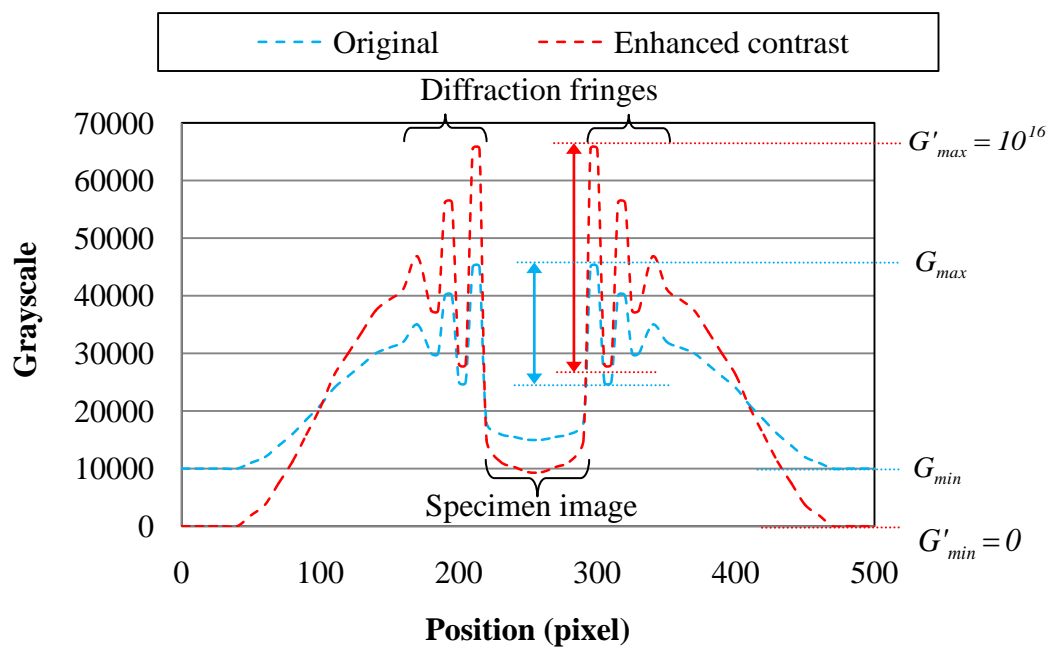 Original
Enhanced contrast
Diffraction fringes
70000
60000
50000
40000
30000
20000
10000
0
Grayscale
G'max = 10^16
Gmax
Gmin
G'min = 0
Specimen image
0 100 200 300 400 500
Position (pixel)